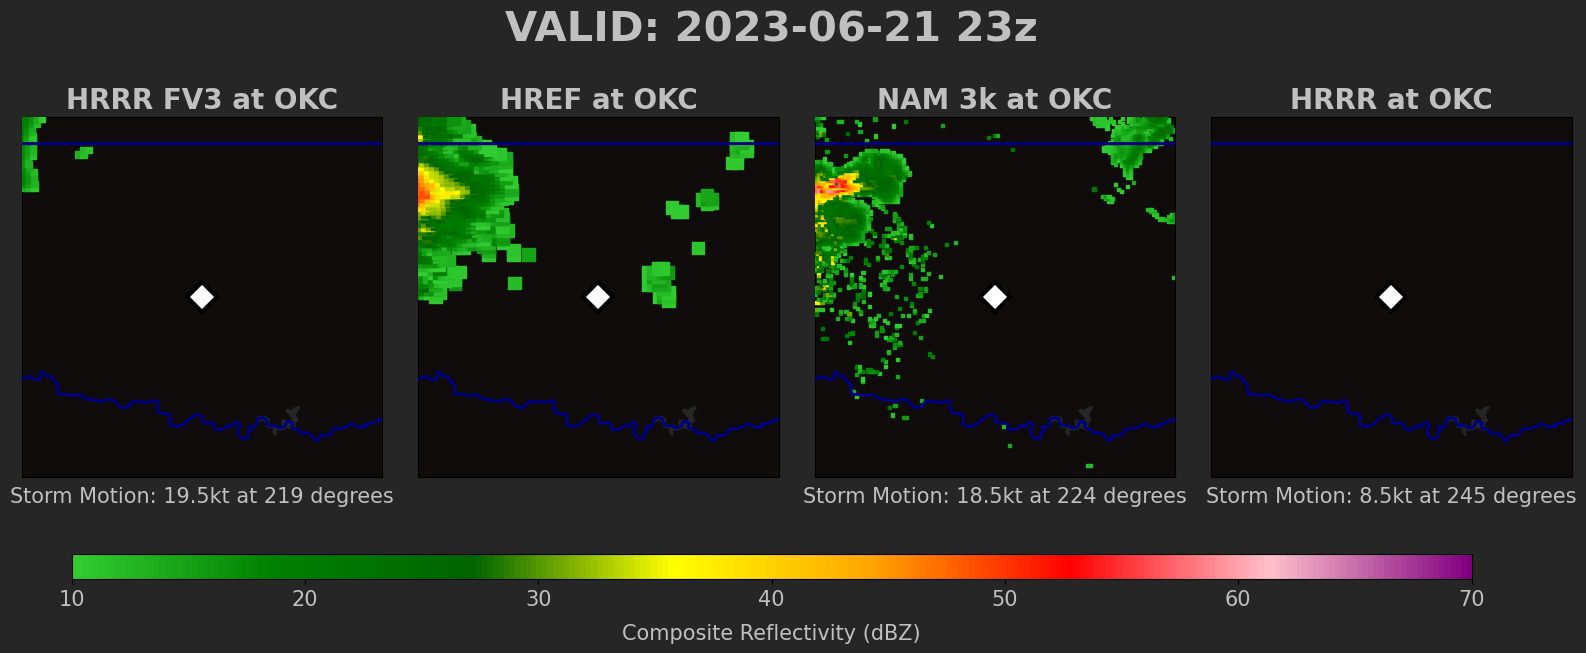 VALID: 2023-06-21 23z
HRRR FV3 at OKC
HREF at OKC
NAM 3k at OKC
HRRR at OKC
Storm Motion: 19.5kt at 219 degrees
Storm Motion: 18.5kt at 224 degrees
Storm Motion: 8.5kt at 245 degrees
10 20 30 40 50 60 70
Composite Reflectivity (dBZ)